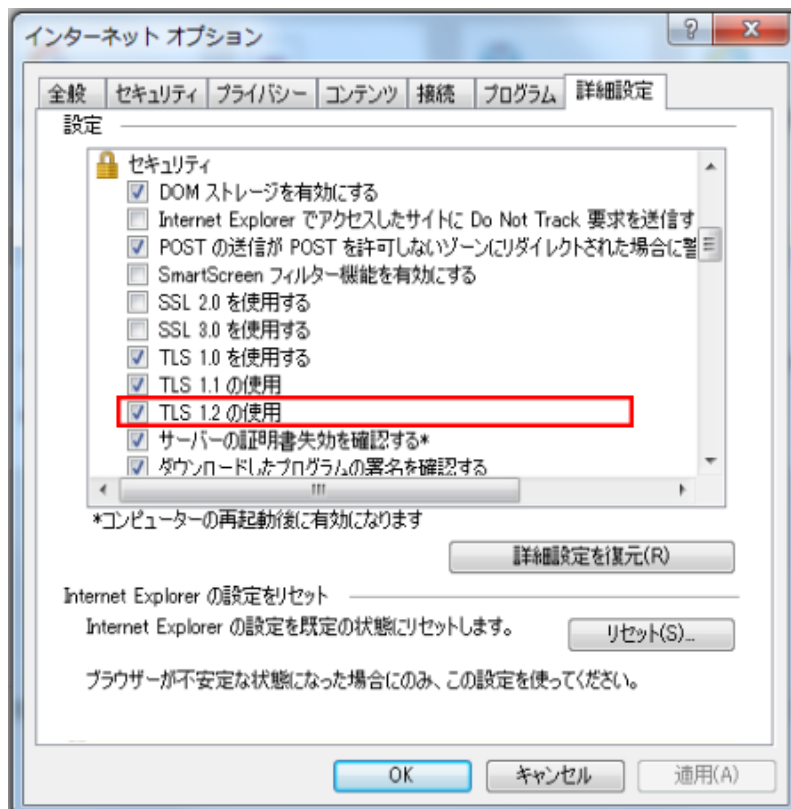 インターネット オプション
全般 セキュリティ プライバシー コンテンツ 接続 プログラム 詳細設定
設定
セキュリティ
DOM ストレージを有効にする
Internet Explorer でアクセスしたサイトに Do Not Track 要求を送信す
POST の送信が POST を許可しないゾーンにリダイレクトされた場合に警
SmartScreen フィルター機能を有効にする
SSL 2.0 を使用する
SSL 3.0 を使用する
TLS 1.0 を使用する
TLS 1.1 の使用
TLS 1.2 の使用
サーバーの証明書失効を確認する*
ダウンロードしたプログラムの署名を確認する
*コンピューターの再起動後に有効になります
詳細設定を復元(R)
Internet Explorer の設定をリセット
Internet Explorer の設定を既定の状態にリセットします。
リセット(S)...
ブラウザーが不安定な状態になった場合にのみ、この設定を使ってください。
OK キャンセル 適用(A)